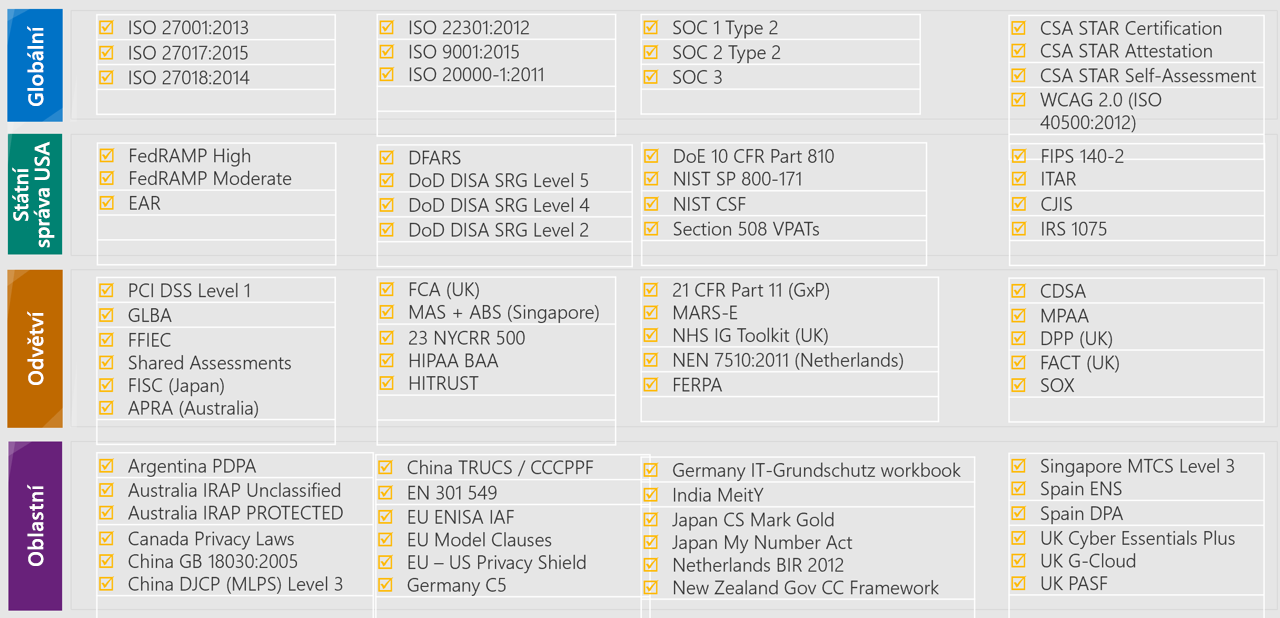 Globální
ISO 27001:2013
ISO 27017:2015
ISO 27018:2014
ISO 22301:2012
ISO 9001:2015
ISO 20000-1:2011
SOC 1 Type 2
SOC 2 Type 2
SOC 3
CSA STAR Certification
CSA STAR Attestation
CSA STAR Self-Assessment
WCAG 2.0 (ISO
40500:2012)
Státní
správa USA
FedRAMP High
FedRAMP Moderate
EAR
DFARS
DoD DISA SRG Level 5
DoD DISA SRG Level 4
DoD DISA SRG Level 2
DoE 10 CFR Part 810
NIST SP 800-171
NIST CSF
Section 508 VPATs
FIPS 140-2
ITAR
CJIS
IRS 1075
Odvětví
PCI DSS Level 1
GLBA
FFIEC
Shared Assessments
FISC (Japan)
APRA (Australia)
FCA (UK)
MAS + ABS (Singapore)
23 NYCRR 500
HIPAA BAA
HITRUST
21 CFR Part 11 (GxP)
MARS-E
NHS IG Toolkit (UK)
NEN 7510:2011 (Netherlands)
FERPA
CDSA
MPAA
DPP (UK)
FACT (UK)
SOX
Oblastní
Argentina PDPA
Australia IRAP Unclassified
Australia IRAP PROTECTED
Canada Privacy Laws
China GB 18030:2005
China DJCP (MLPS) Level 3
China TRUCS / CCCPPF
EN 301 549
EU ENISA IAF
EU Model Clauses
EU – US Privacy Shield
Germany C5
Germany IT-Grundschutz workbook
India MeitY
Japan CS Mark Gold
Japan My Number Act
Netherlands BIR 2012
New Zealand Gov CC Framework
Singapore MTCS Level 3
Spain ENS
Spain DPA
UK Cyber Essentials Plus
UK G-Cloud
UK PASF